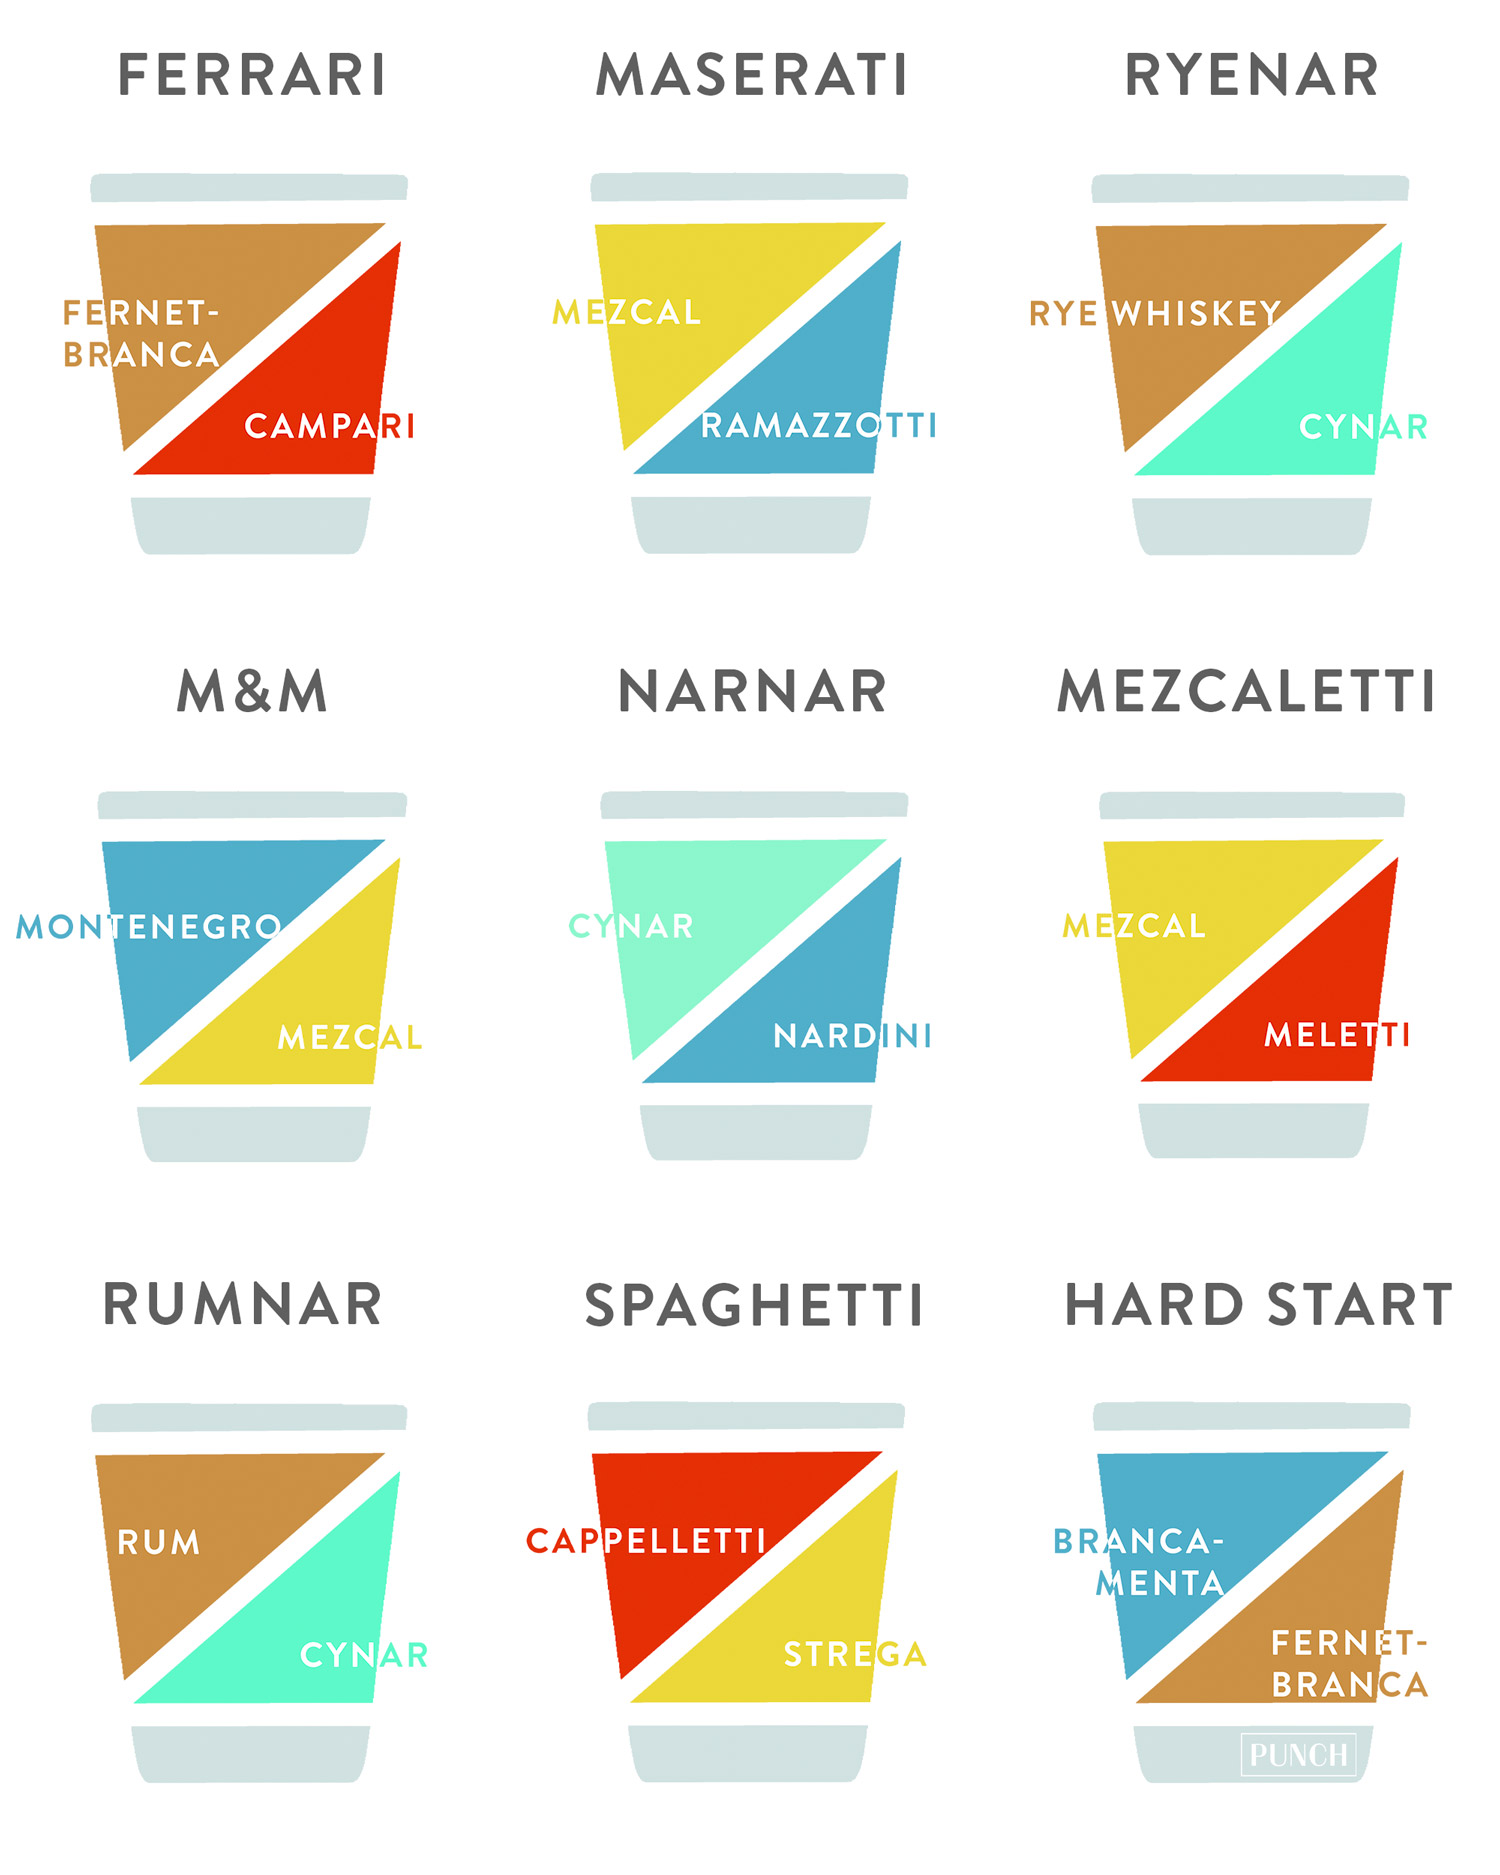 FERRARI
MASERATI
RYENAR
FERNET-
BRANCA
CAMPARI
MEZCAL
RAMAZZOTTI
RYE WHISKEY
CYNAR
M&M
NARNAR
MEZCALETTI
MONTENEGRO
MEZCAL
CYNAR
NARDINI
MEZCAL
MELETTI
RUMNAR
SPAGHETTI
HARD START
RUM
CYNAR
CAPPELLETTI
STREGA
BRANCA-
MENTA
FERNET-
BRANCA
PUNCH